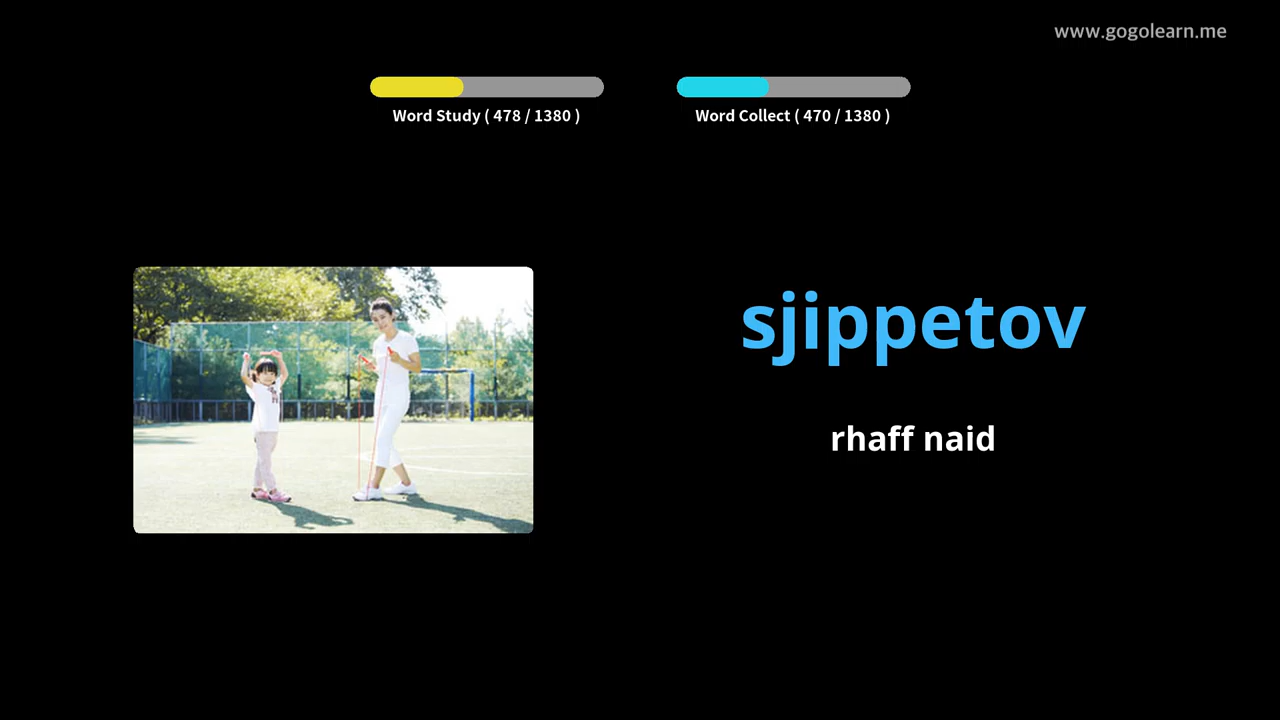 www.gogolearn.me
Word Study ( 478 / 1380 )
Word Collect ( 470 / 1380 )
sjippetov
rhaff naid